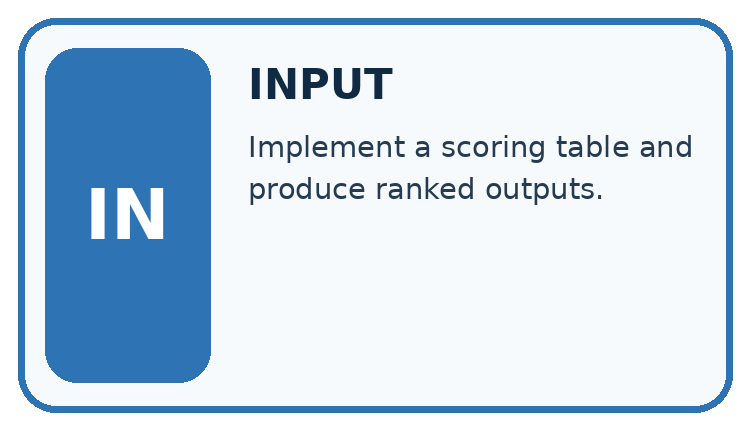 IN
INPUT
Implement a scoring table and
produce ranked outputs.